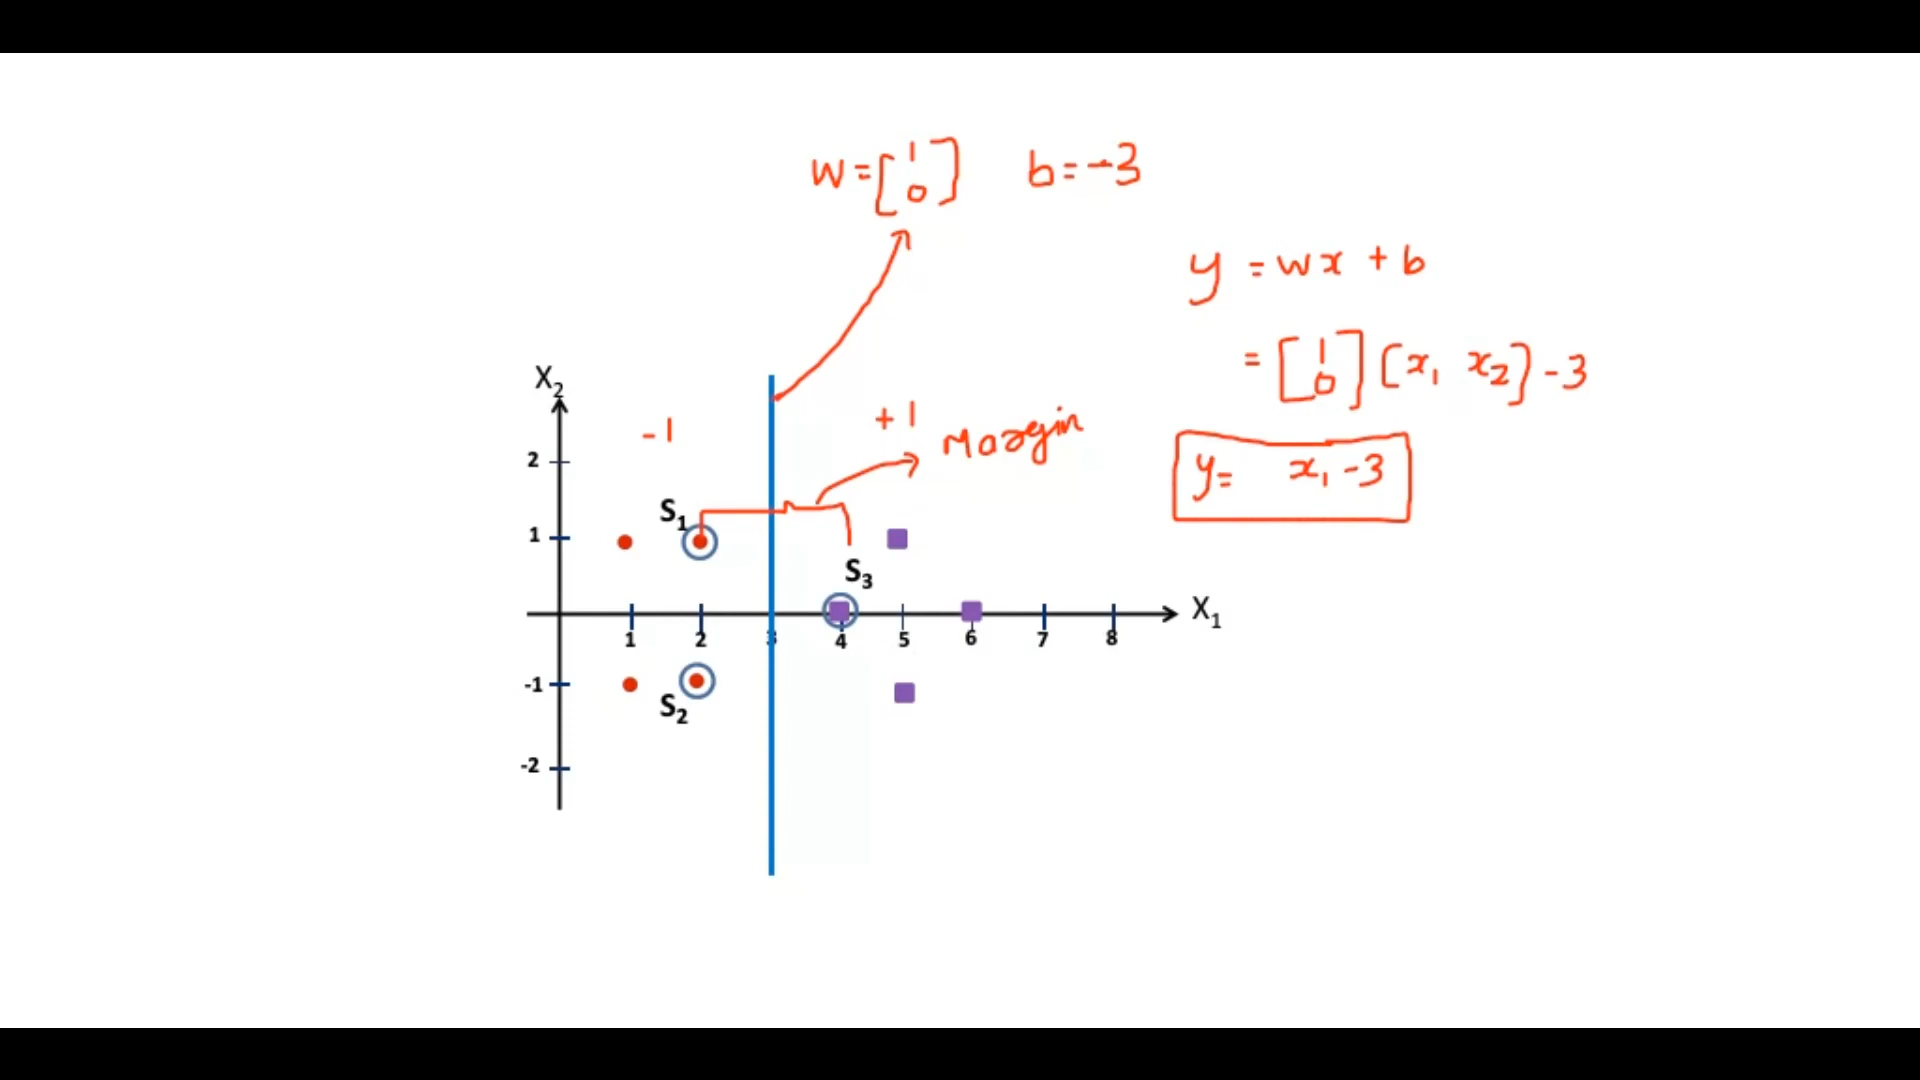 w = [1 0] b = -3
y = wx + b
= [1 0] [x₁ x₂] - 3
y = x₁ - 3
X₂
-1
+1 Margin
2
S₁
1
S₃
X₁
1 2 3 4 5 6 7 8
-1
S₂
-2